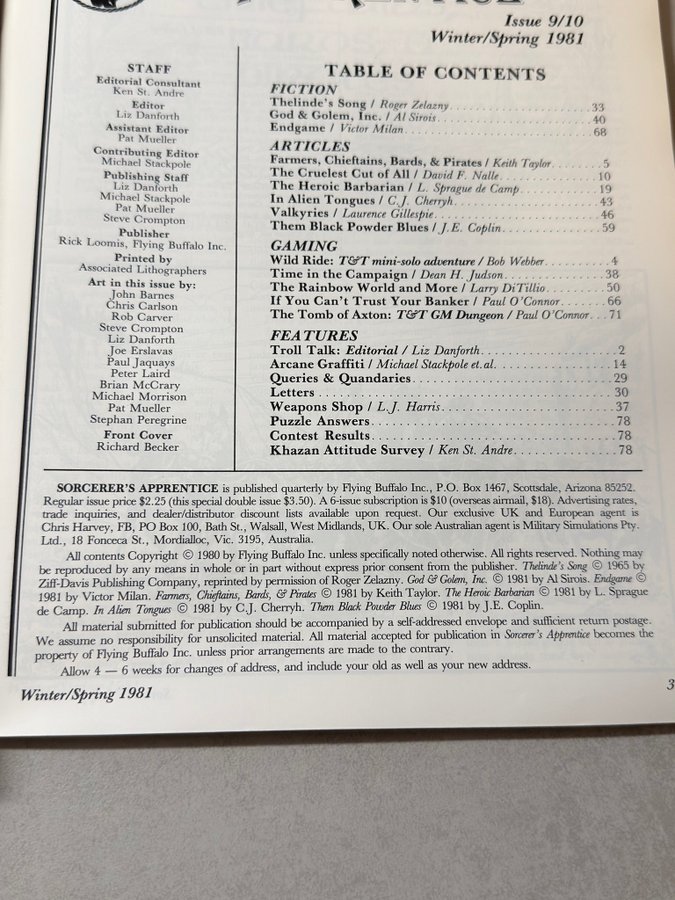 Issue 9/10
Winter/Spring 1981
STAFF
Editorial Consultant
Ken St. Andre
Editor
Liz Danforth
Assistant Editor
Pat Mueller
Contributing Editor
Michael Stackpole
Publishing Staff
Liz Danforth
Michael Stackpole
Pat Mueller
Steve Crompton
Publisher
Rick Loomis, Flying Buffalo Inc.
Printed by
Associated Lithographers
Art in this issue by:
John Barnes
Chris Carlson
Rob Carver
Steve Crompton
Liz Danforth
Joe Erslavas
Paul Jaquays
Peter Laird
Brian McCrary
Michael Morrison
Pat Mueller
Stephan Peregrine
Front Cover
Richard Becker
TABLE OF CONTENTS
FICTION
Thelinde's Song / Roger Zelazny . . . . . . . . . . . . . . . . . . . . 33
God & Golem, Inc. / Al Sirois . . . . . . . . . . . . . . . . . . . . . . 40
Endgame / Victor Milan . . . . . . . . . . . . . . . . . . . . . . . . . . 68
ARTICLES
Farmers, Chieftains, Bards, & Pirates / Keith Taylor . . . . . . . . 5
The Cruelest Cut of All / David F. Nalle . . . . . . . . . . . . . . . 10
The Heroic Barbarian / L. Sprague de Camp . . . . . . . . . . . . 19
In Alien Tongues / C.J. Cherryh . . . . . . . . . . . . . . . . . . . . 43
Valkyries / Laurence Gillespie . . . . . . . . . . . . . . . . . . . . . 46
Them Black Powder Blues / J.E. Coplin . . . . . . . . . . . . . . . 59
GAMING
Wild Ride: T&T mini-solo adventure / Bob Webber . . . . . . . . 4
Time in the Campaign / Dean H. Judson . . . . . . . . . . . . . . 38
The Rainbow World and More / Larry DiTillio . . . . . . . . . . 50
If You Can't Trust Your Banker / Paul O'Connor . . . . . . . . 66
The Tomb of Axton: T&T GM Dungeon / Paul O'Connor . . . 71
FEATURES
Troll Talk: Editorial / Liz Danforth . . . . . . . . . . . . . . . . . . . 2
Arcane Graffiti / Michael Stackpole et.al. . . . . . . . . . . . . . . 14
Queries & Quandaries . . . . . . . . . . . . . . . . . . . . . . . . . . . 29
Letters . . . . . . . . . . . . . . . . . . . . . . . . . . . . . . . . . . . . . . 30
Weapons Shop / L.J. Harris . . . . . . . . . . . . . . . . . . . . . . . 37
Puzzle Answers . . . . . . . . . . . . . . . . . . . . . . . . . . . . . . . . 78
Contest Results . . . . . . . . . . . . . . . . . . . . . . . . . . . . . . . . 78
Khazan Attitude Survey / Ken St. Andre . . . . . . . . . . . . . . 78
SORCERER'S APPRENTICE is published quarterly by Flying Buffalo Inc., P.O. Box 1467, Scottsdale, Arizona 85252.
Regular issue price $2.25 (this special double issue $3.50). A 6-issue subscription is $10 (overseas airmail, $18). Advertising rates,
trade inquiries, and dealer/distributor discount lists available upon request. Our exclusive UK and European agent is
Chris Harvey, FB, PO Box 100, Bath St., Walsall, West Midlands, UK. Our sole Australian agent is Military Simulations Pty.
Ltd., 18 Fonceca St., Mordialloc, Vic. 3195, Australia.
All contents Copyright © 1980 by Flying Buffalo Inc. unless specifically noted otherwise. All rights reserved. Nothing may
be reproduced by any means in whole or in part without express prior consent from the publisher. Thelinde's Song © 1965 by
Ziff-Davis Publishing Company, reprinted by permission of Roger Zelazny. God & Golem, Inc. © 1981 by Al Sirois. Endgame ©
1981 by Victor Milan. Farmers, Chieftains, Bards, & Pirates © 1981 by Keith Taylor. The Heroic Barbarian © 1981 by L. Sprague
de Camp. In Alien Tongues © 1981 by C.J. Cherryh. Them Black Powder Blues © 1981 by J.E. Coplin.
All material submitted for publication should be accompanied by a self-addressed envelope and sufficient return postage.
We assume no responsibility for unsolicited material. All material accepted for publication in Sorcerer's Apprentice becomes the
property of Flying Buffalo Inc. unless prior arrangements are made to the contrary.
Allow 4 — 6 weeks for changes of address, and include your old as well as your new address.
Winter/Spring 1981
3